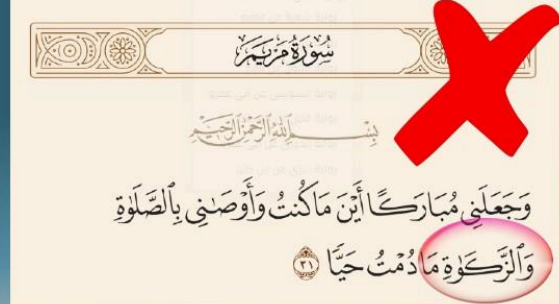 سُورَةُ مَرْيَمَ
بِسْمِ ٱللَّهِ ٱلرَّحْمَٰنِ ٱلرَّحِيمِ
وَجَعَلَنِي مُبَارَكًا أَيْنَ مَا كُنتُ وَأَوْصَٰنِي بِٱلصَّلَوٰةِ
وَٱلزَّكَوٰةِ مَا دُمْتُ حَيًّا ٣١